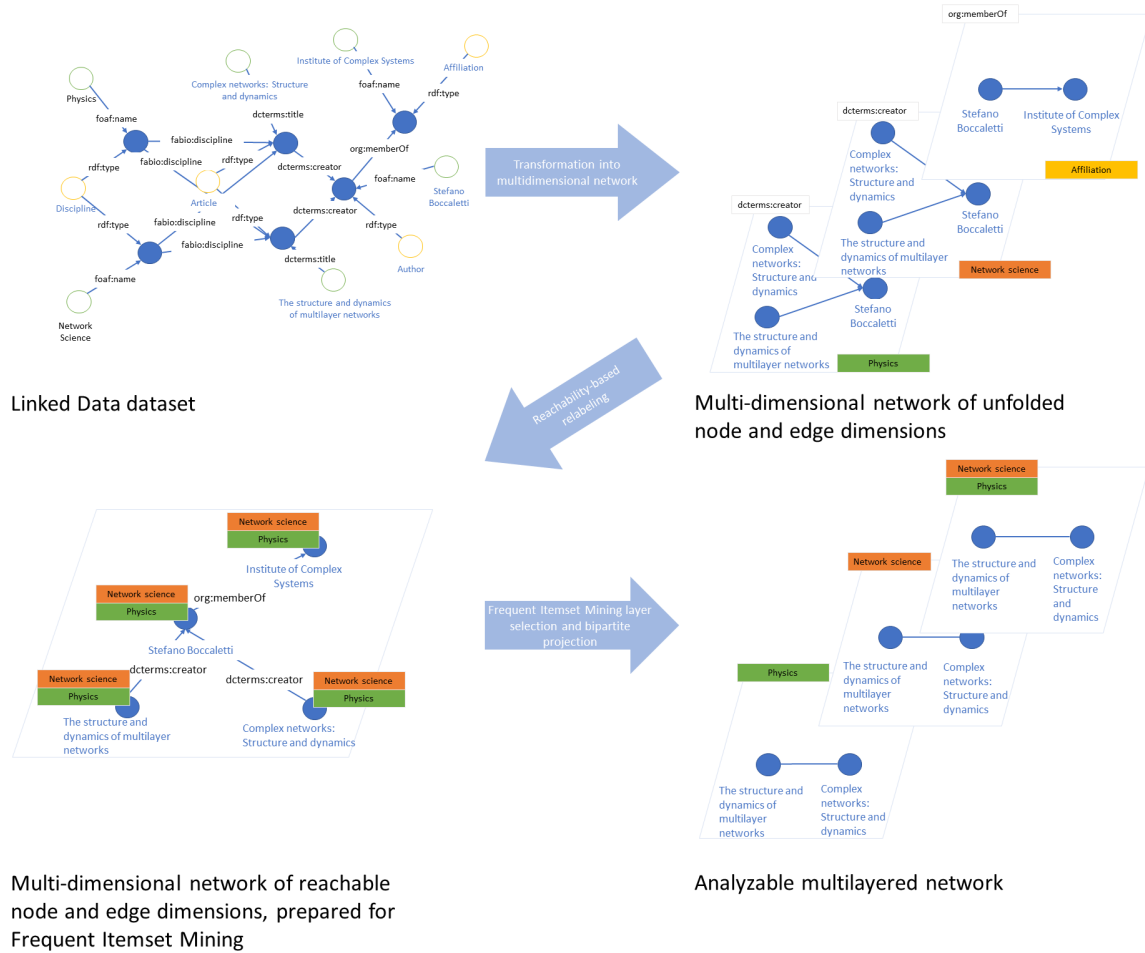 Institute of Complex Systems
Affiliation
Complex networks: Structure
and dynamics
foaf:name
rdf:type
Physics
foaf:name
dcterms:title
org:memberOf
fabio:discipline
fabio:discipline
rdf:type
dcterms:creator
rdf:type
foaf:name
Stefano
Boccaletti
Discipline
Article
rdf:type
fabio:discipline
rdf:type
dcterms:creator
fabio:discipline
rdf:type
dcterms:title
Author
foaf:name
The structure and dynamics
of multilayer networks
Network
Science
Linked Data dataset
Transformation into
multidimensional network
org:memberOf
Stefano
Boccaletti
Institute of Complex
Systems
Affiliation
dcterms:creator
Complex
networks:
Structure and
dynamics
Stefano
Boccaletti
The structure and
dynamics of multilayer
networks
Network science
dcterms:creator
Complex
networks:
Structure and
dynamics
Stefano
Boccaletti
The structure and
dynamics of
multilayer networks
Physics
Multi-dimensional network of unfolded
node and edge dimensions
Reachability-based
relabeling
Network science
Physics
Institute of Complex
Systems
Network science
Physics
org:memberOf
Stefano Boccaletti
Network science
Physics
dcterms:creator
The structure and
dynamics of multilayer
networks
dcterms:creator
Network science
Physics
Complex networks:
Structure and dynamics
Multi-dimensional network of reachable
node and edge dimensions, prepared for
Frequent Itemset Mining
Frequent Itemset Mining layer
selection and bipartite
projection
Network science
Physics
The structure and
dynamics of
multilayer
networks
Complex
networks:
Structure and
dynamics
Network science
The structure and
dynamics of
multilayer
networks
Complex
networks:
Structure and
dynamics
Physics
The structure and
dynamics of
multilayer
networks
Complex
networks:
Structure and
dynamics
Analyzable multilayered network